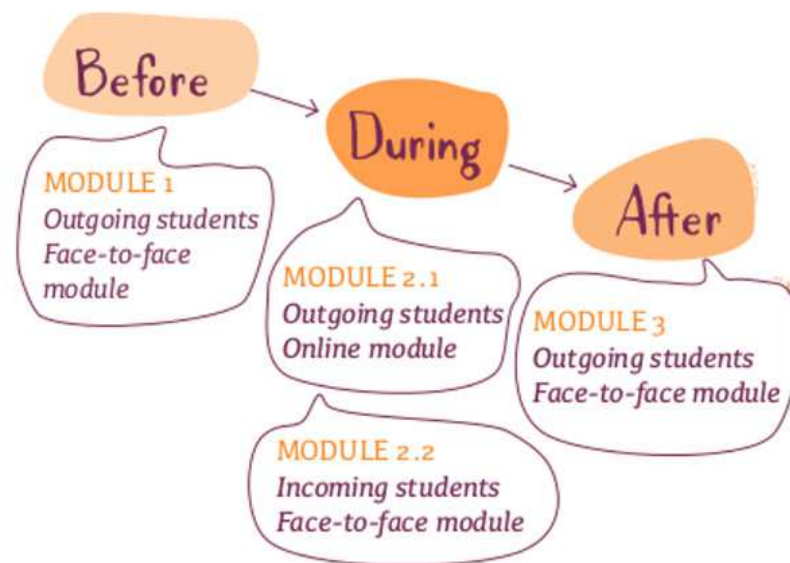 Before
MODULE 1
Outgoing students
Face-to-face
module
During
MODULE 2.1
Outgoing students
Online module
MODULE 2.2
Incoming students
Face-to-face module
After
MODULE 3
Outgoing students
Face-to-face module